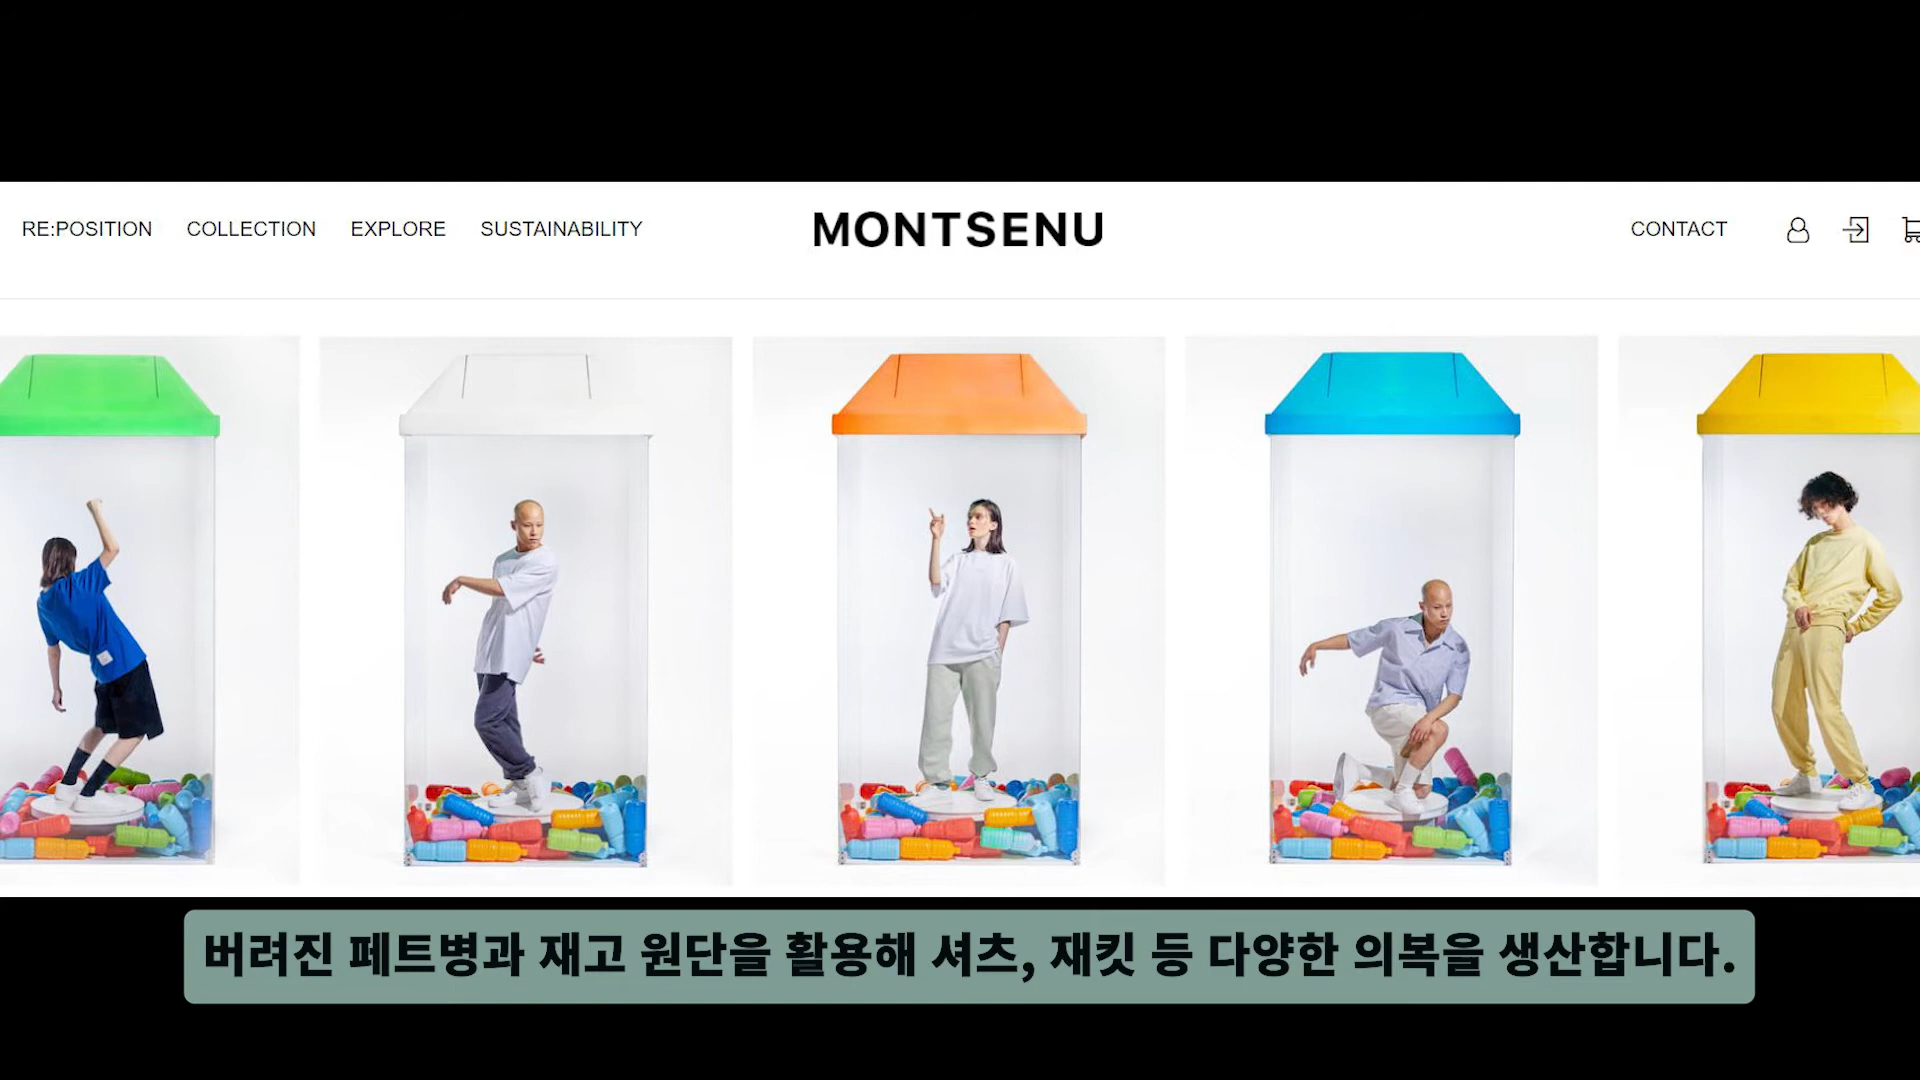 RE:POSITION COLLECTION EXPLORE SUSTAINABILITY MONTSENU CONTACT
버려진 페트병과 재고 원단을 활용해 셔츠, 재킷 등 다양한 의복을 생산합니다.